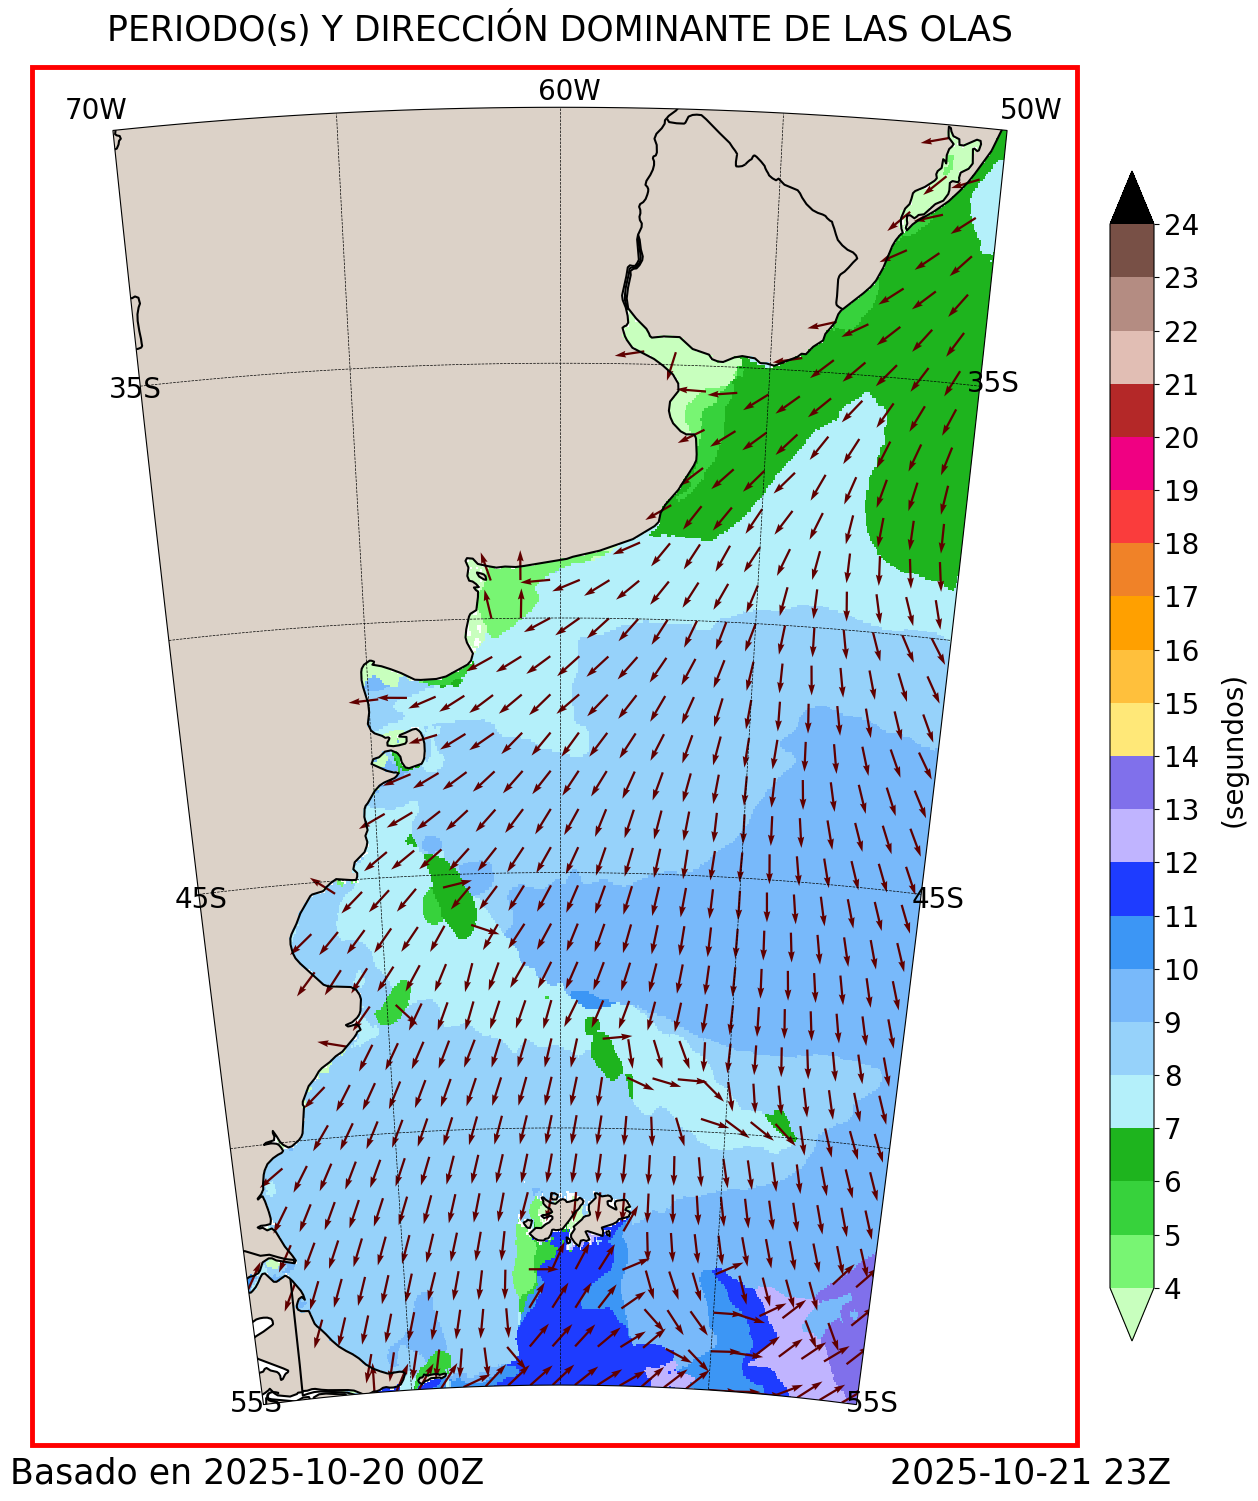 PERIODO(s) Y DIRECCIÓN DOMINANTE DE LAS OLAS
70W
60W
50W
35S
35S
45S
45S
55S
55S
24
23
22
21
20
19
18
17
16
15
14
13
12
11
10
9
8
7
6
5
4
(segundos)
Basado en 2025-10-20 00Z
2025-10-21 23Z